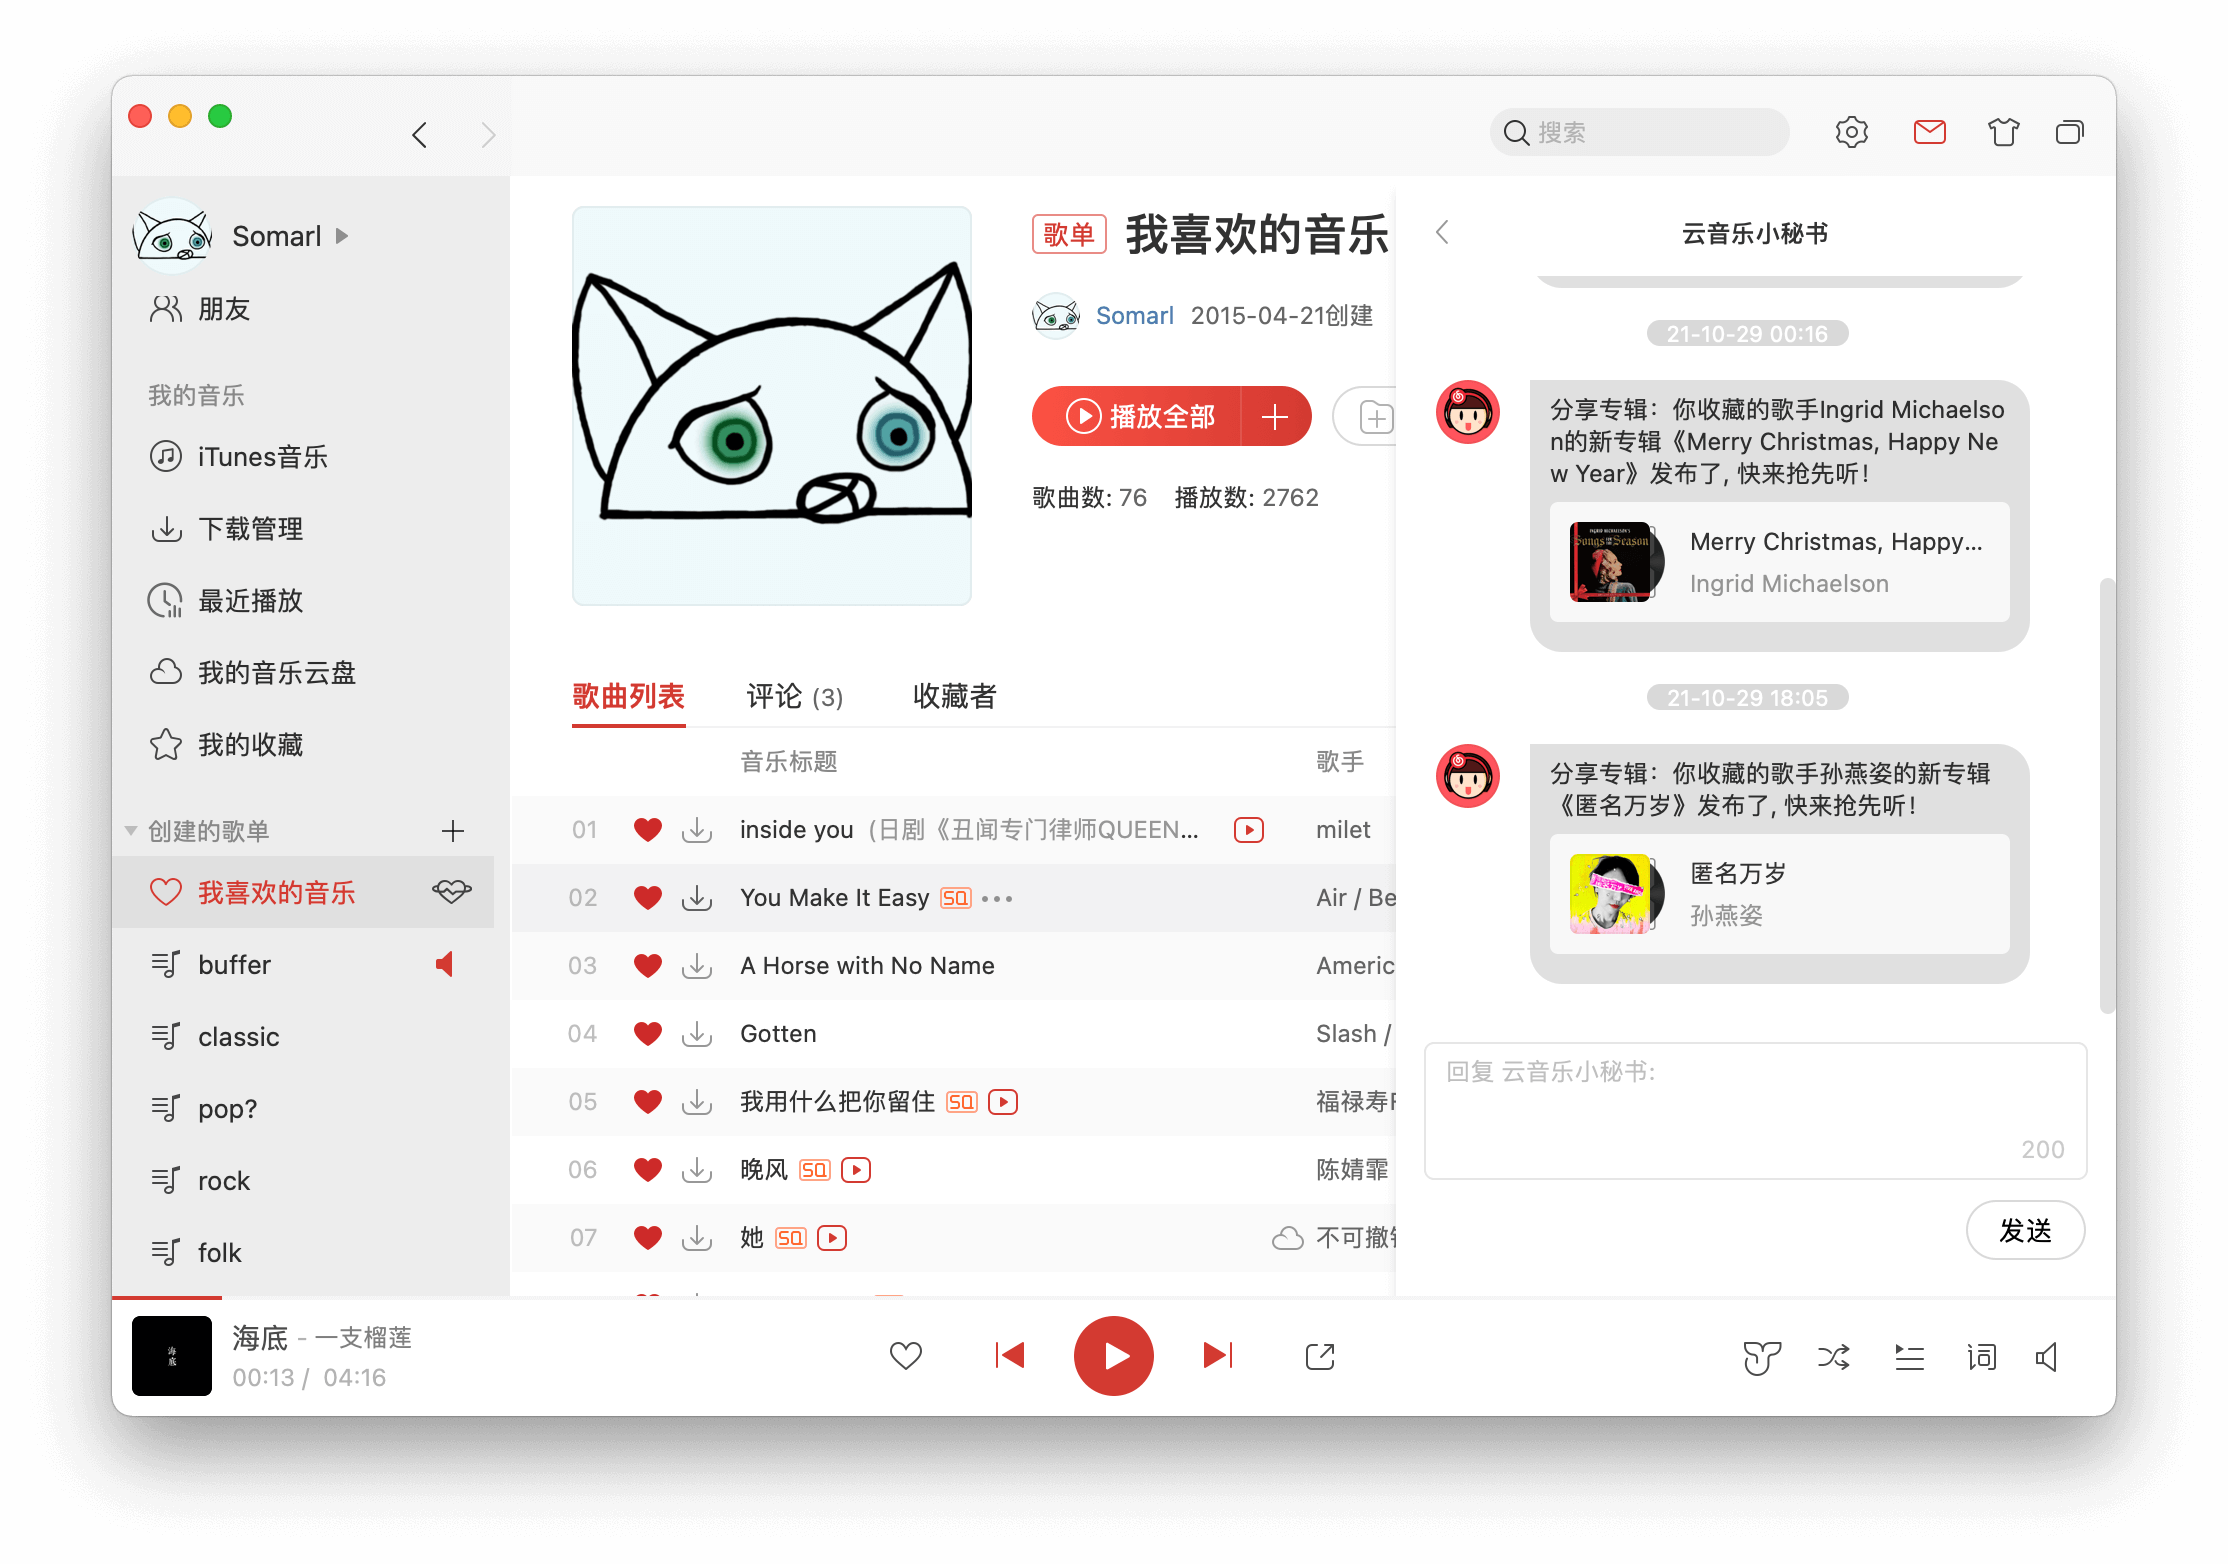 搜索
Somarl
朋友
我的音乐
iTunes音乐
下载管理
最近播放
我的音乐云盘
我的收藏
创建的歌单
我喜欢的音乐
buffer
classic
pop?
rock
folk
歌单 我喜欢的音乐
Somarl 2015-04-21创建
播放全部
歌曲数: 76 播放数: 2762
歌曲列表 评论 (3) 收藏者
音乐标题 歌手
01 inside you（日剧《丑闻专门律师QUEEN... milet
02 You Make It Easy SQ ••• Air / Be
03 A Horse with No Name Americ
04 Gotten Slash /
05 我用什么把你留住 SQ 福禄寿
06 晚风 SQ 陈婧霏
07 她 SQ 不可撤
云音乐小秘书
21-10-29 00:16
分享专辑：你收藏的歌手Ingrid Michaelso
n的新专辑《Merry Christmas, Happy Ne
w Year》发布了, 快来抢先听！
Songs Season
Merry Christmas, Happy...
Ingrid Michaelson
21-10-29 18:05
分享专辑：你收藏的歌手孙燕姿的新专辑
《匿名万岁》发布了, 快来抢先听！
匿名万岁
孙燕姿
回复 云音乐小秘书:
200
发送
海底
海底 - 一支榴莲
00:13 / 04:16
词